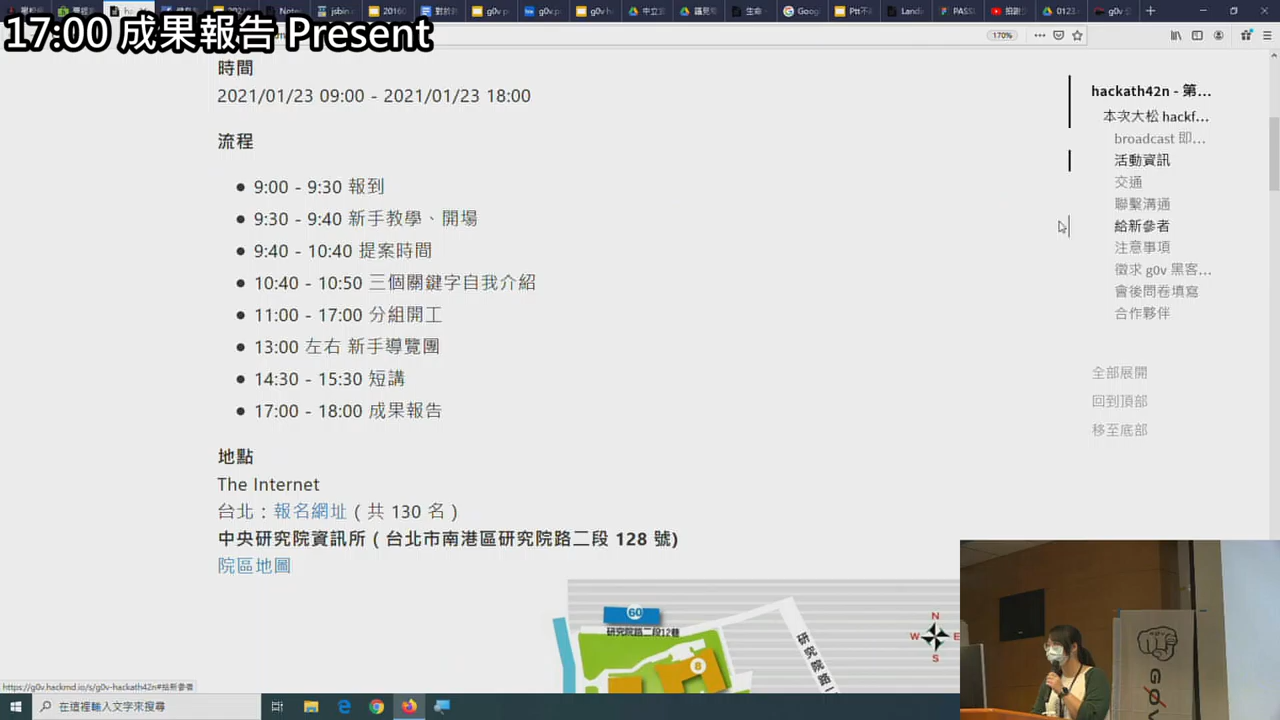 17:00 成果報告 Present
170%
時間
2021/01/23 09:00 - 2021/01/23 18:00
流程
9:00 - 9:30 報到
9:30 - 9:40 新手教學、開場
9:40 - 10:40 提案時間
10:40 - 10:50 三個關鍵字自我介紹
11:00 - 17:00 分組開工
13:00 左右 新手導覽團
14:30 - 15:30 短講
17:00 - 18:00 成果報告
地點
The Internet
台北：報名網址 ( 共 130 名 )
中央研究院資訊所 ( 台北市南港區研究院路二段 128 號)
院區地圖
60
研究院路二段12巷
8
研究院路二
N
W
E
S
hackath42n - 第...
本次大松 hackf...
broadcast 即...
活動資訊
交通
聯繫溝通
給新參者
注意事項
徵求 g0v 黑客...
會後問卷填寫
合作夥伴
全部展開
回到頂部
移至底部
https://g0v.hackmd.io/s/g0v-hackath42n#給新參者
在這裡輸入文字來搜尋